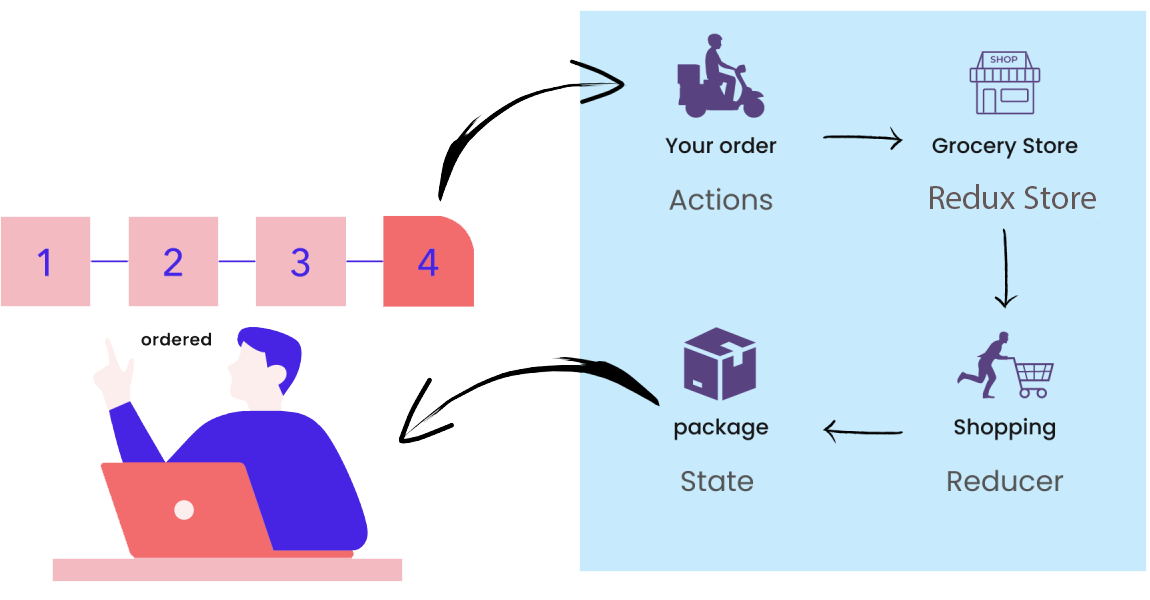 1
2
3
4
ordered
Your order
Actions
SHOP
Grocery Store
Redux Store
Shopping
Reducer
package
State